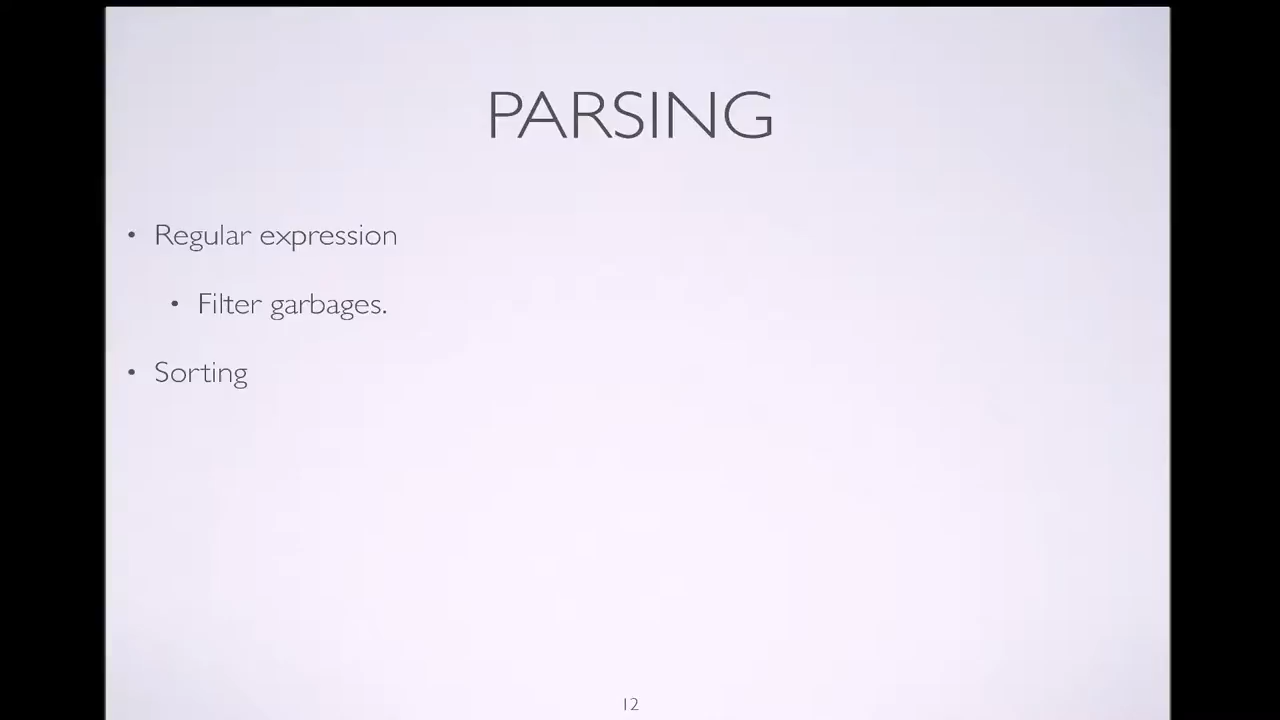 PARSING
• Regular expression
• Filter garbages.
• Sorting
12